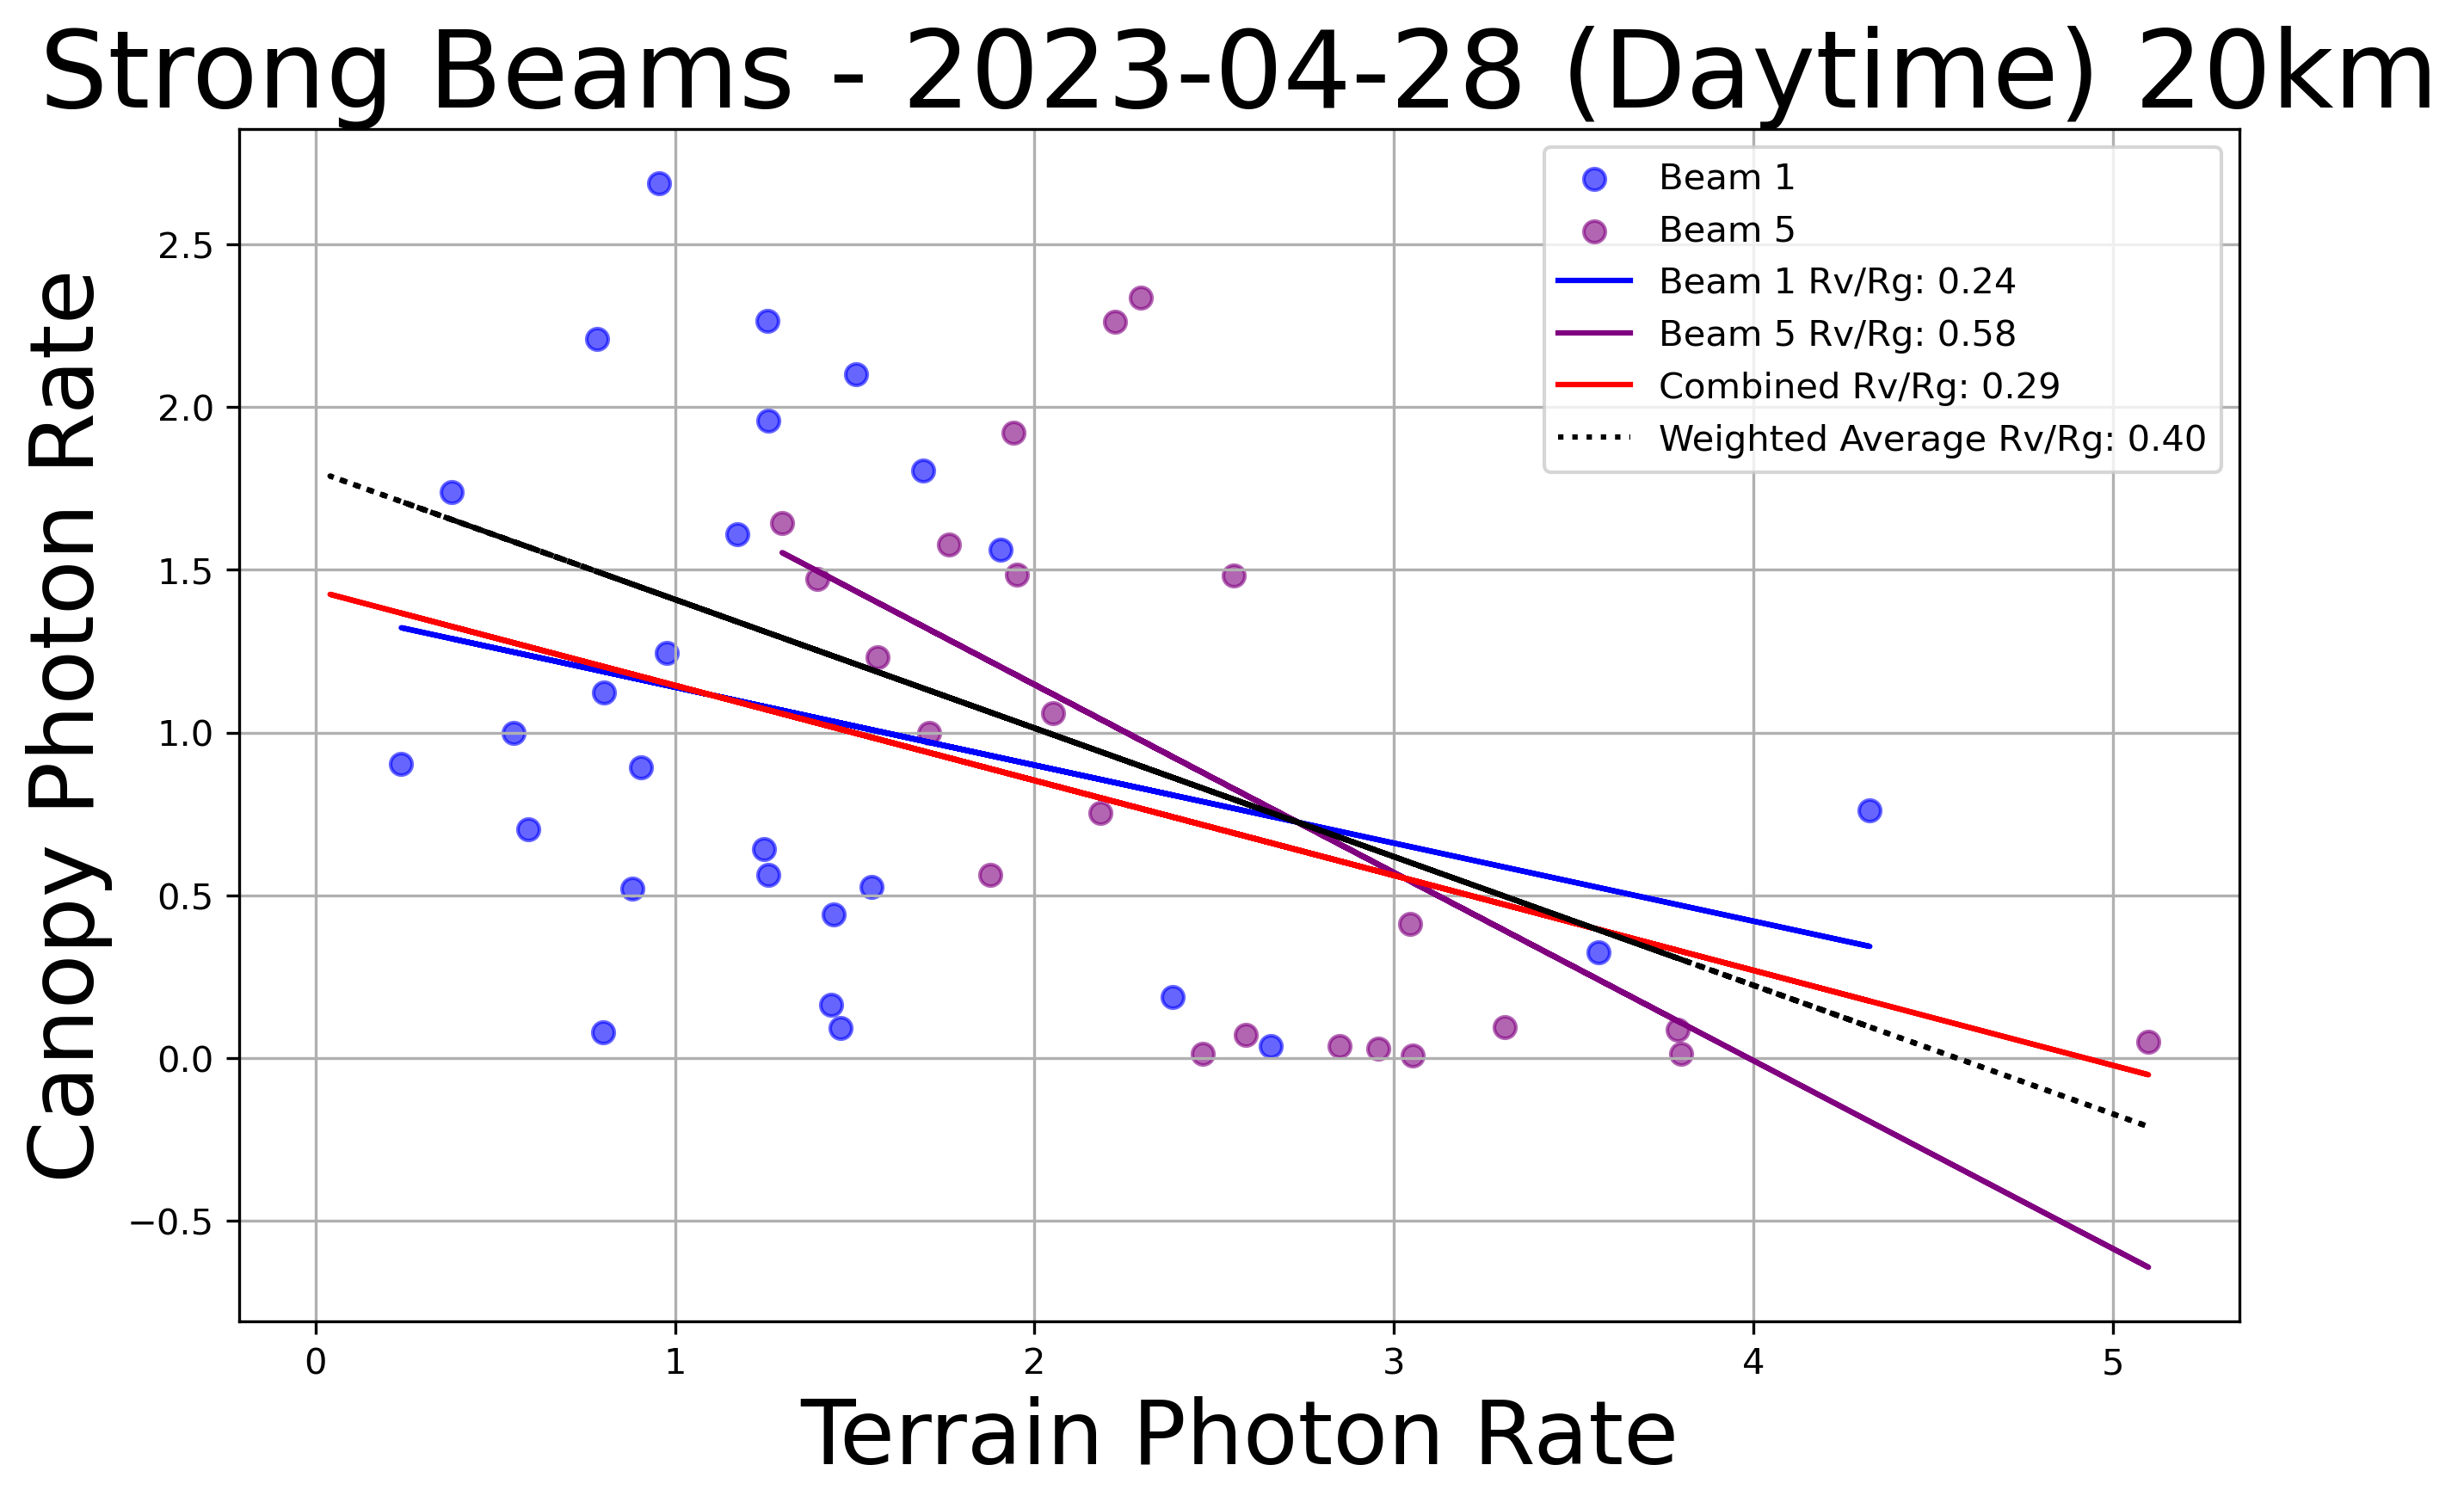 Strong Beams - 2023-04-28 (Daytime) 20km
Canopy Photon Rate
2.5
2.0
1.5
1.0
0.5
0.0
−0.5
Beam 1
Beam 5
Beam 1 Rv/Rg: 0.24
Beam 5 Rv/Rg: 0.58
Combined Rv/Rg: 0.29
Weighted Average Rv/Rg: 0.40
0 1 2 3 4 5
Terrain Photon Rate